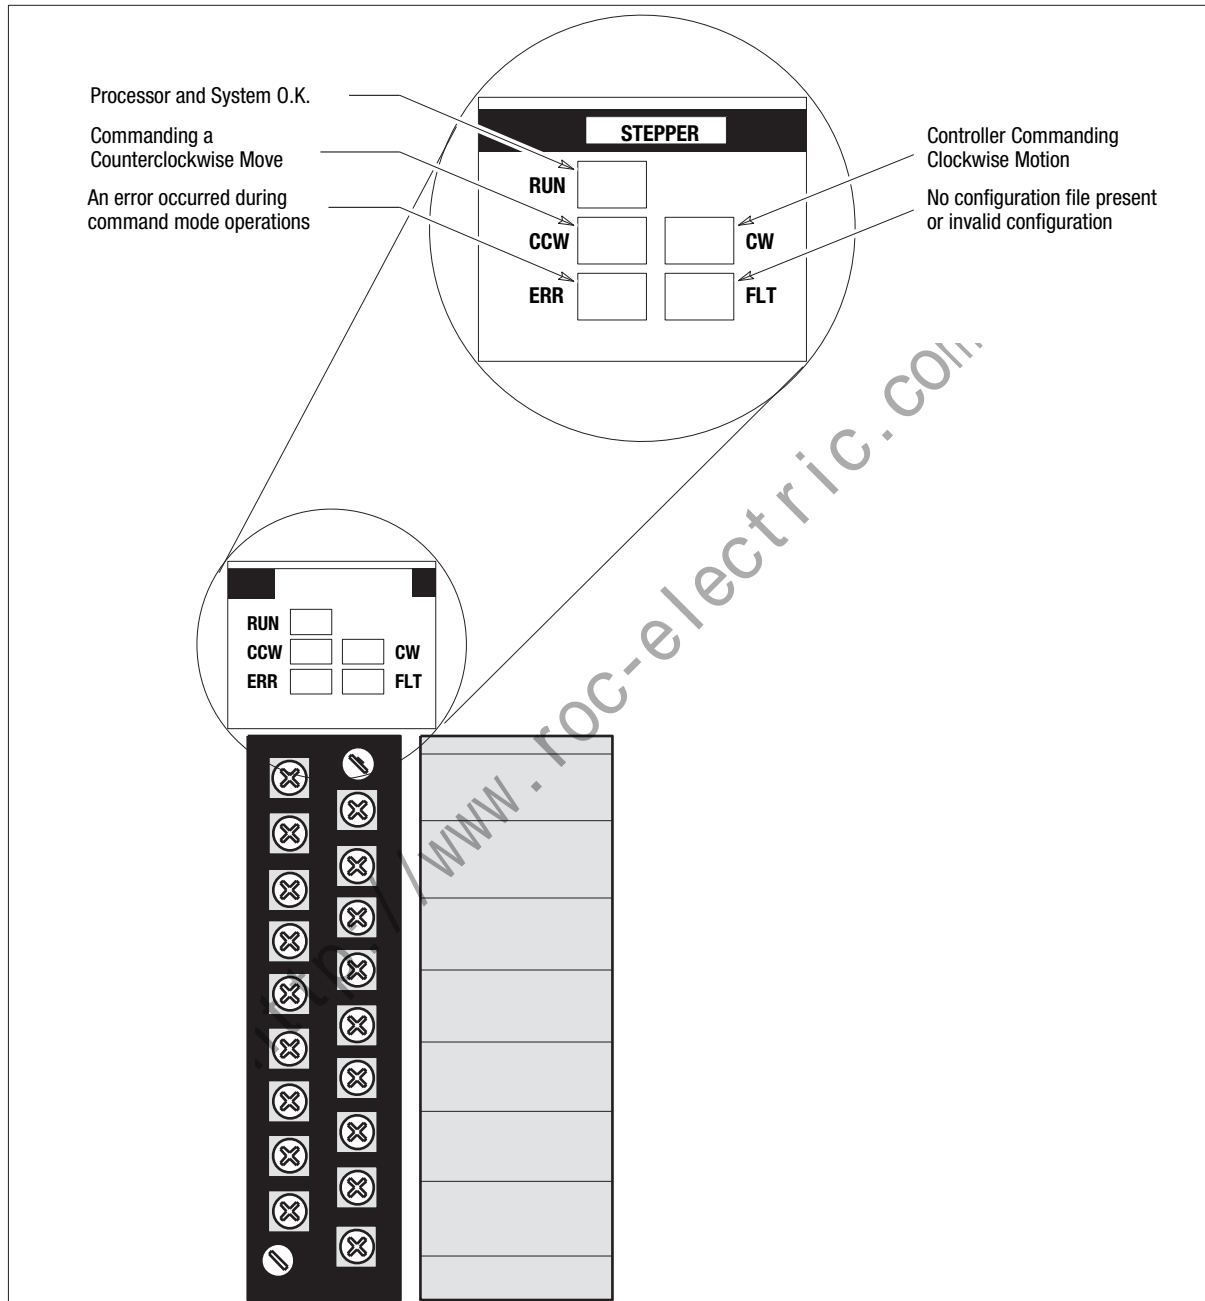 Processor and System O.K.
Commanding a
Counterclockwise Move
An error occurred during
command mode operations
STEPPER
RUN
CCW
CW
ERR
FLT
Controller Commanding
Clockwise Motion
No configuration file present
or invalid configuration
RUN
CCW
CW
ERR
FLT
http://www.roc-electric.com